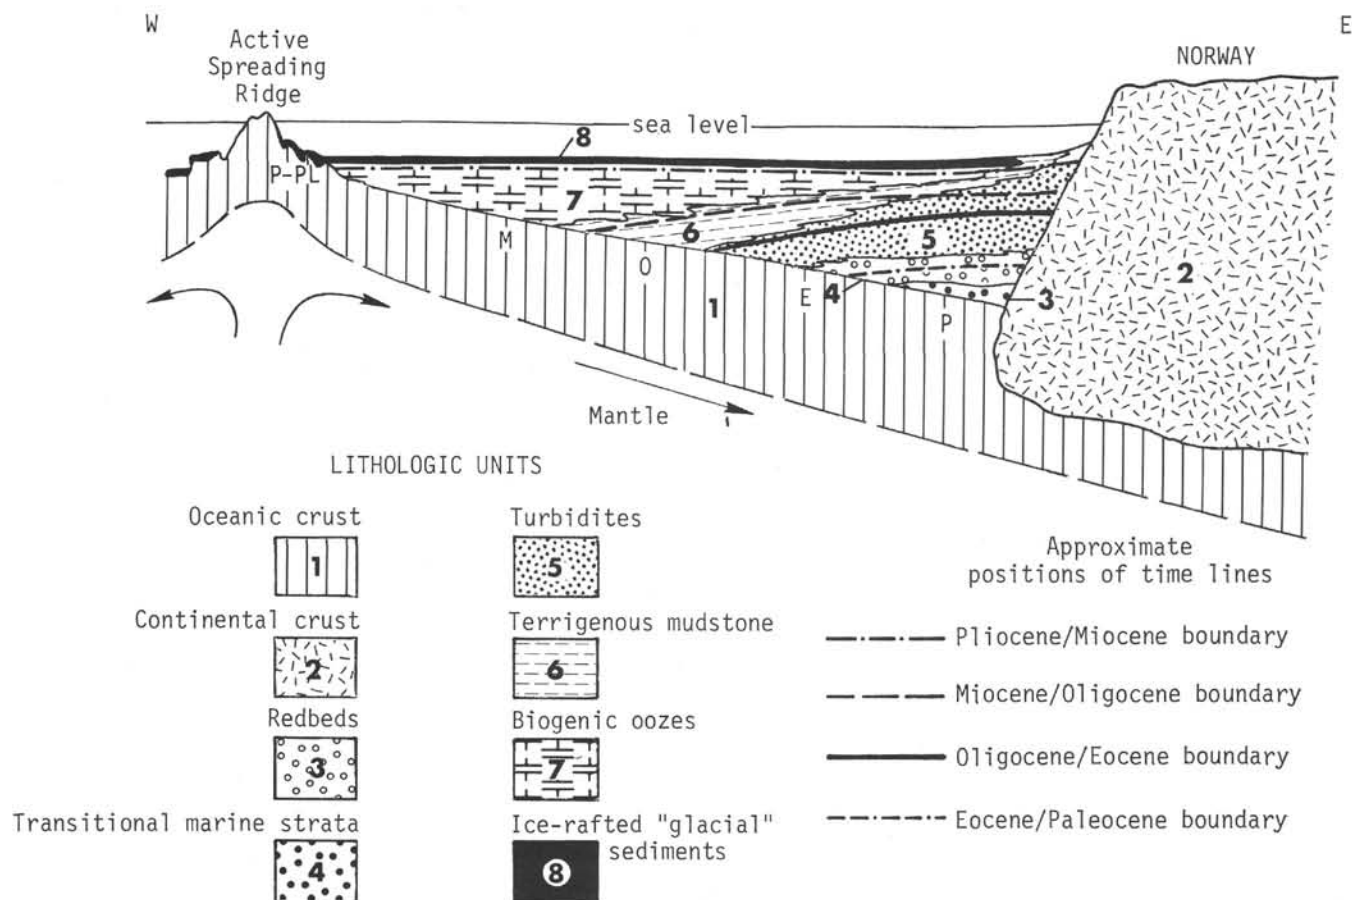 W
E
Active
Spreading
Ridge
NORWAY
sea level
8
P-PL
7
M
6
5
O
2
1
E
4
3
P
Mantle
LITHOLOGIC UNITS
Oceanic crust
1
Turbidites
5
Continental crust
2
Terrigenous mudstone
6
Redbeds
3
Biogenic oozes
7
Transitional marine strata
4
Ice-rafted "glacial"
sediments
8
Approximate
positions of time lines
Pliocene/Miocene boundary
Miocene/Oligocene boundary
Oligocene/Eocene boundary
Eocene/Paleocene boundary